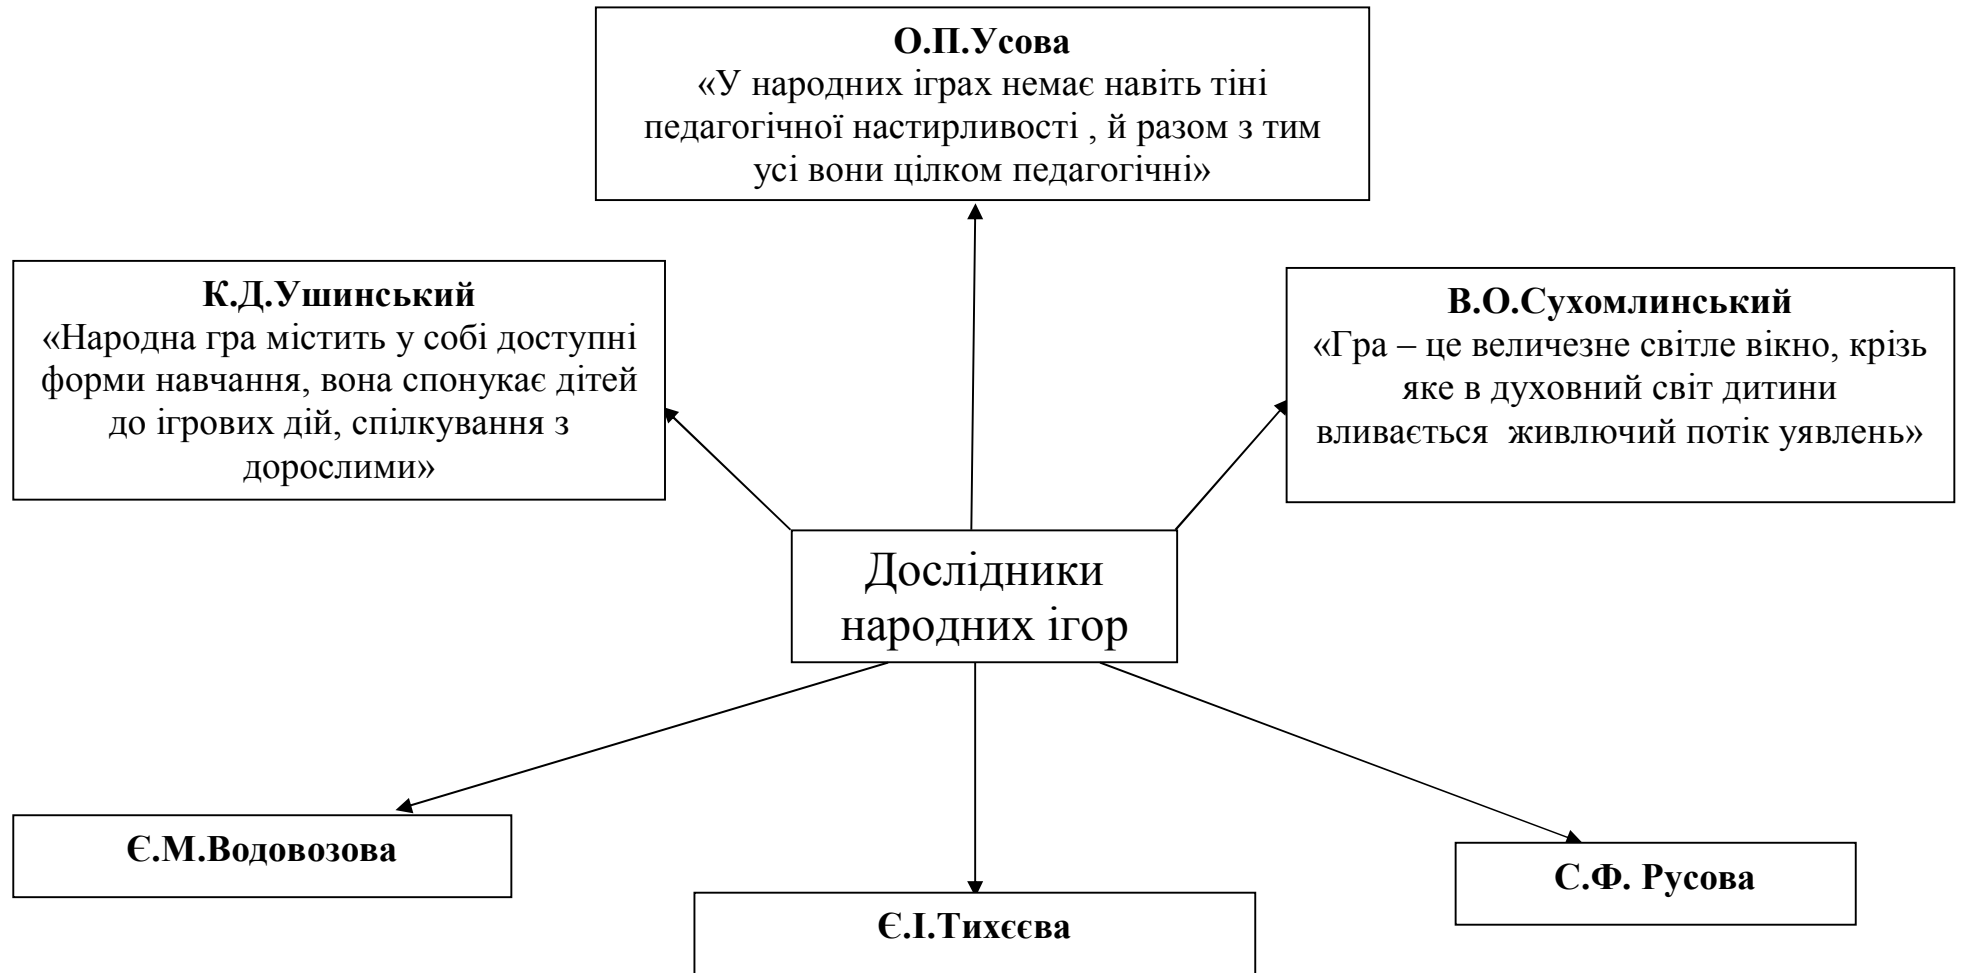 О.П.Усова
«У народних іграх немає навіть тіні
педагогічної настирливості , й разом з тим
усі вони цілком педагогічні»
К.Д.Ушинський
«Народна гра містить у собі доступні
форми навчання, вона спонукає дітей
до ігрових дій, спілкування з
дорослими»
В.О.Сухомлинський
«Гра – це величезне світле вікно, крізь
яке в духовний світ дитини
вливається  живлючий потік уявлень»
Дослідники
народних ігор
Є.М.Водовозова
Є.І.Тихєєва
С.Ф. Русова